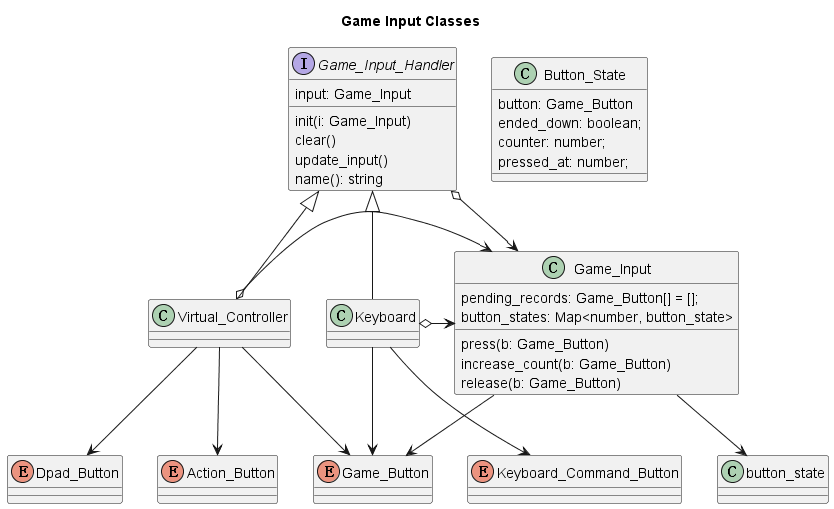 Game Input Classes
I Game_Input_Handler
input: Game_Input
init(i: Game_Input)
clear()
update_input()
name(): string
C Button_State
button: Game_Button
ended_down: boolean;
counter: number;
pressed_at: number;
C Game_Input
pending_records: Game_Button[] = [];
button_states: Map<number, button_state>
press(b: Game_Button)
increase_count(b: Game_Button)
release(b: Game_Button)
C Virtual_Controller
C Keyboard
E Dpad_Button
E Action_Button
E Game_Button
E Keyboard_Command_Button
C button_state